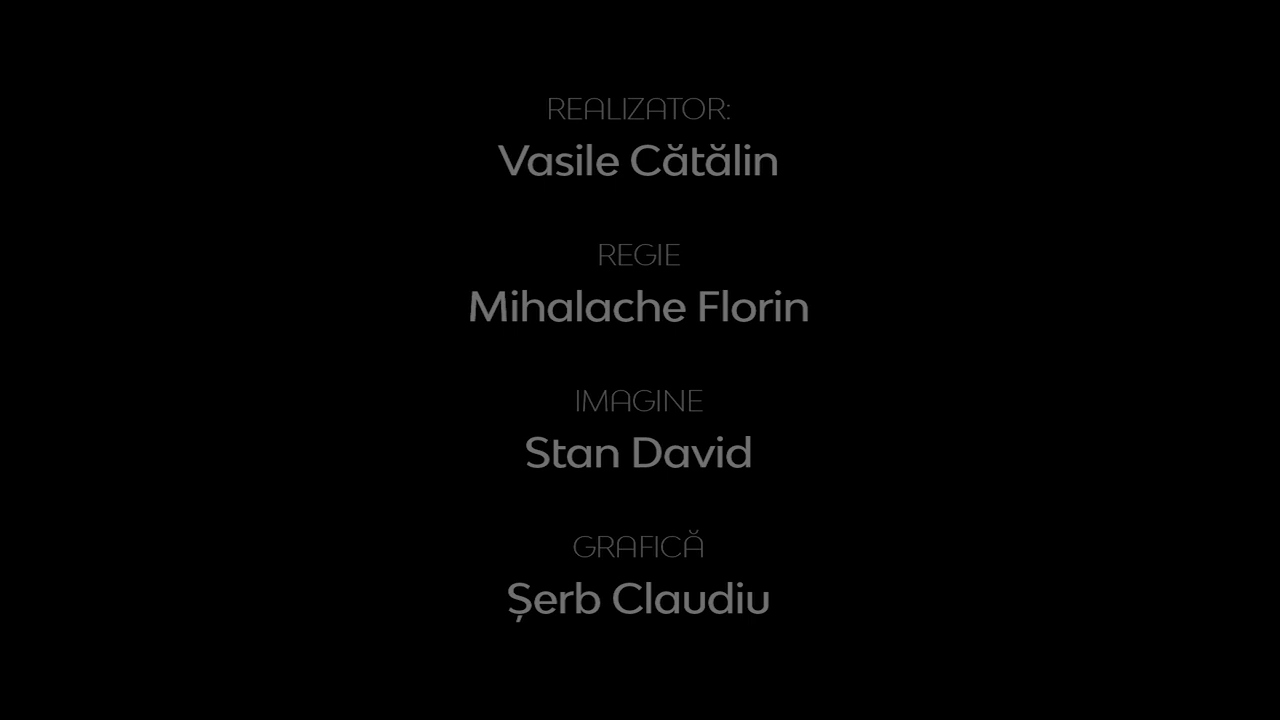 REALIZATOR:
Vasile Cătălin
REGIE
Mihalache Florin
IMAGINE
Stan David
GRAFICĂ
Șerb Claudiu